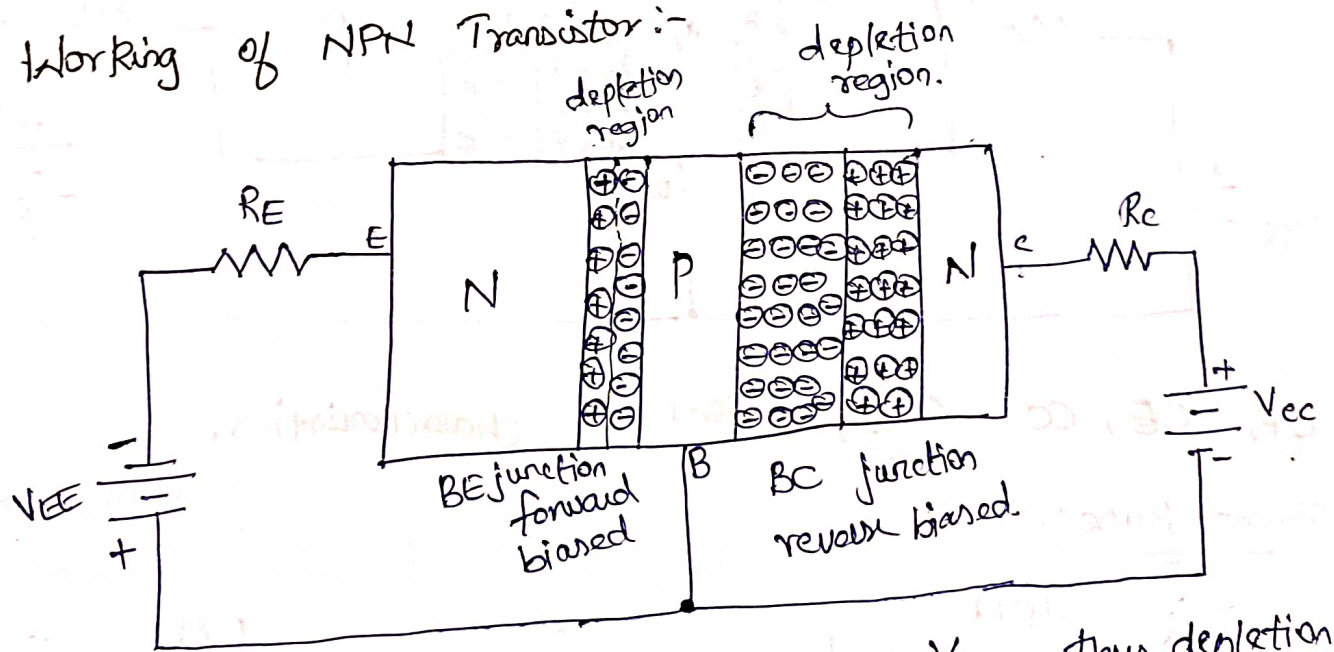 Working of NPN Transistor :-
depletion region
depletion region.
RE
E
N
P
N
C
RC
+
VCC
-
-
VEE
+
B
BE junction
forward
biased
BC junction
reverse biased.
thus depletion